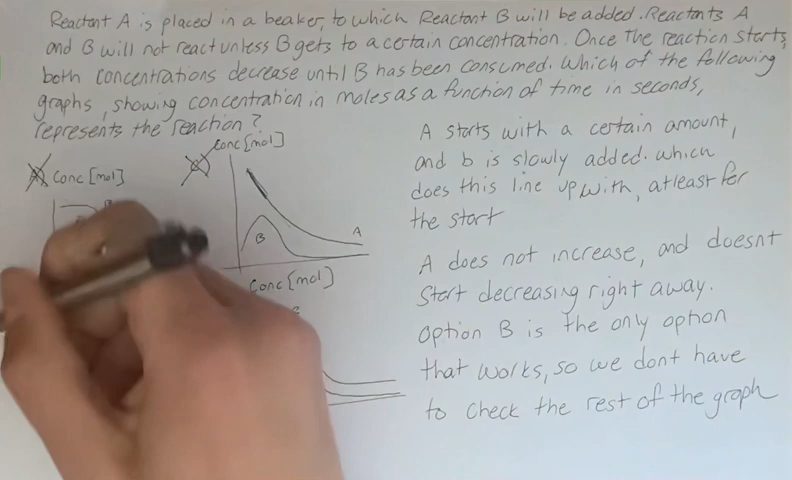 Reactant A is placed in a beaker, to which Reactant B will be added. Reactants A
and B will not react unless B gets to a certain concentration. Once the reaction starts,
both concentrations decrease until B has been consumed. Which of the following
graphs, showing concentration in moles as a function of time in seconds,
represents the reaction?
A conc [mol]
conc [mol]
B
A
conc [mol]
A starts with a certain amount,
and b is slowly added. which
does this line up with, atleast for
the start
A does not increase, and doesnt
start decreasing right away.
option B is the only option
that works, so we dont have
to check the rest of the graph